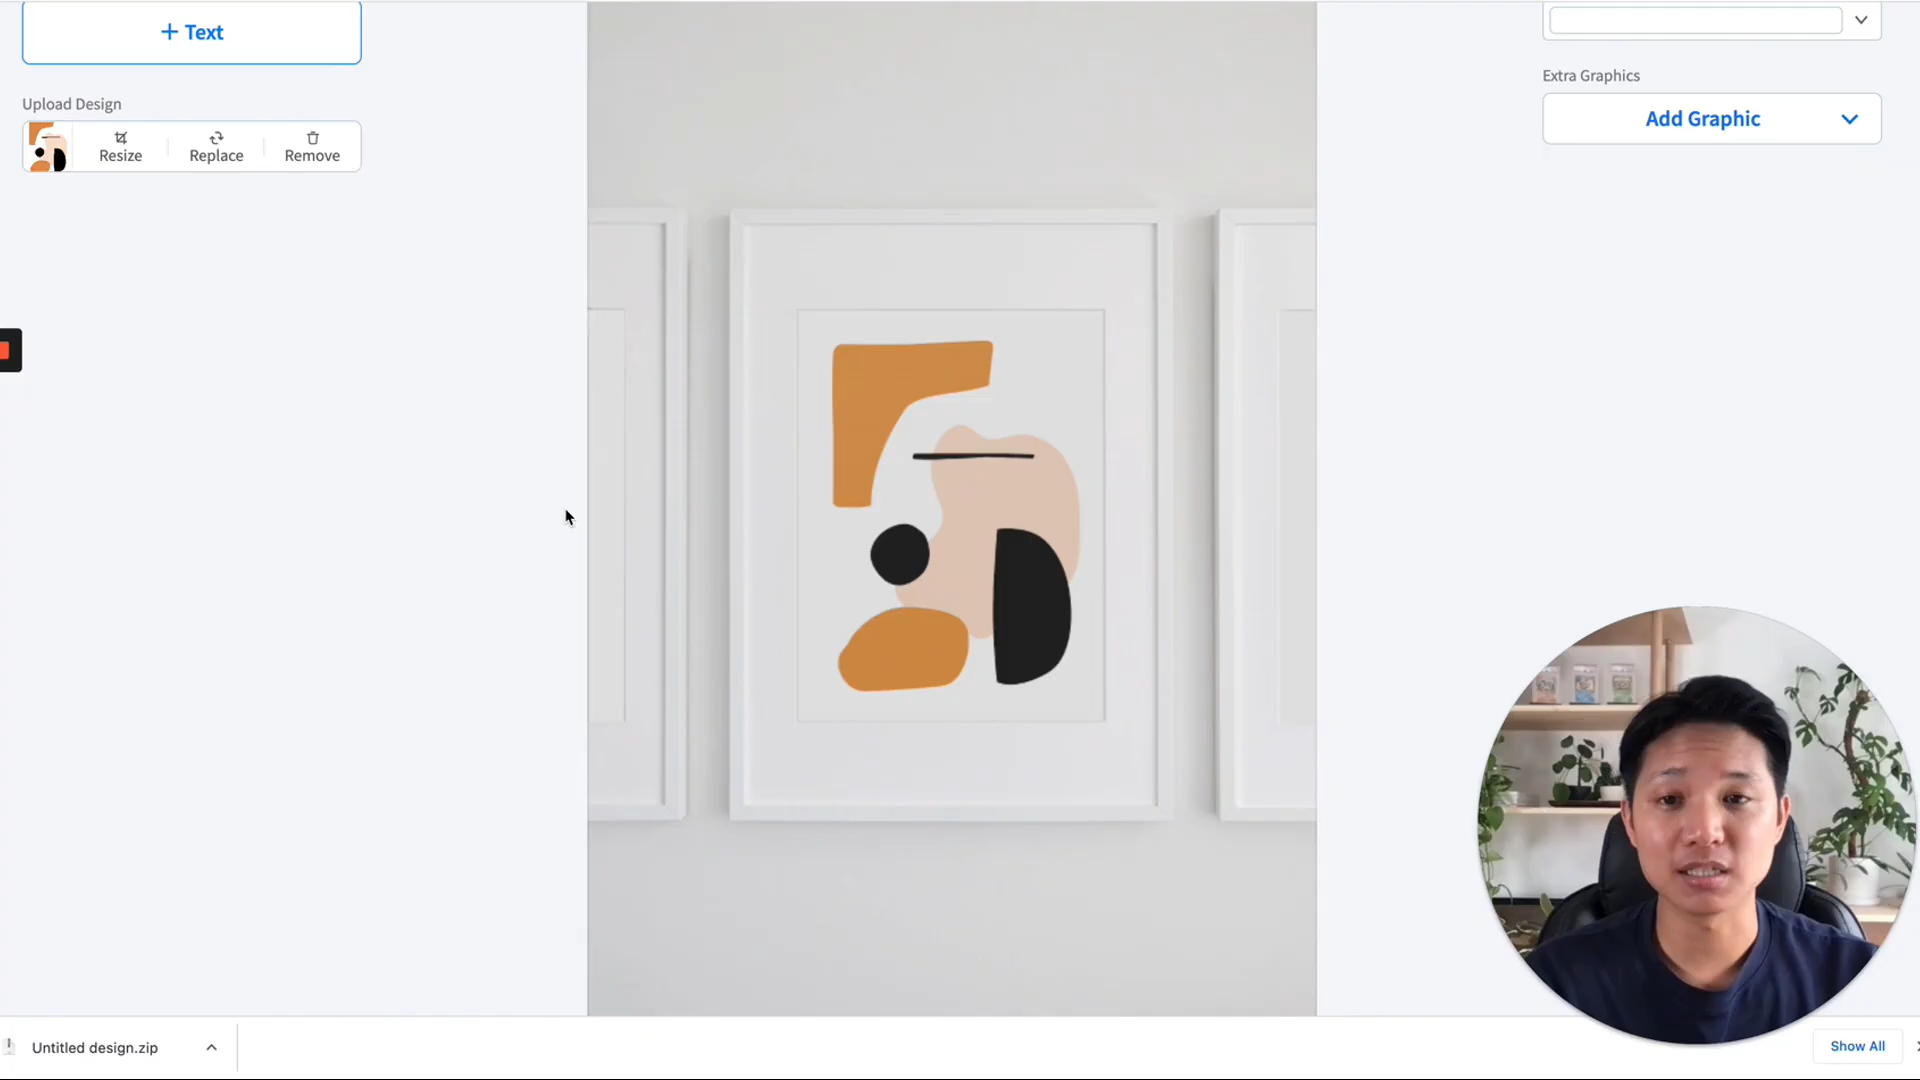 + Text
Upload Design
Resize
Replace
Remove
Extra Graphics
Add Graphic
Untitled design.zip
Show All